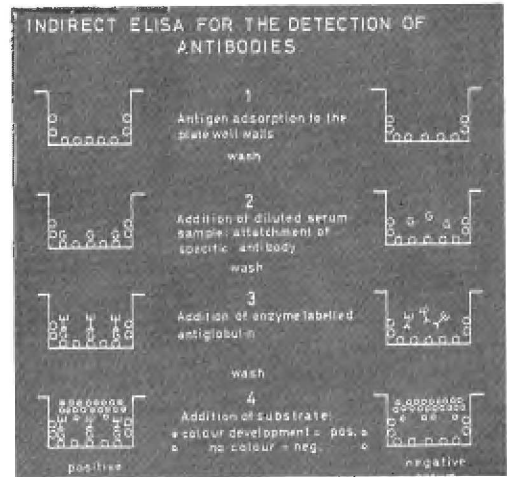 INDIRECT ELISA FOR THE DETECTION OF
ANTIBODIES
1
Antigen adsorption to the
plate well walls
wash
2
Addition of diluted serum
sample: attatchment of
specific antibody
wash
3
Addition of enzyme labelled
antiglobulin
wash
4
Addition of substrate:
colour development = pos.
no colour = neg.
positive
negative